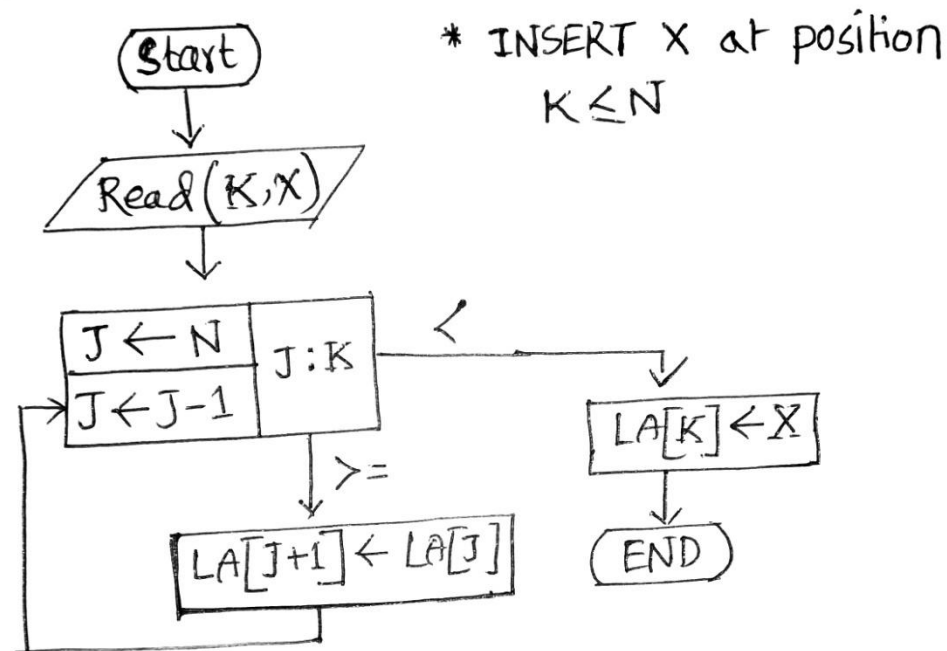 Start
* INSERT X at position
K ≤ N
Read (K, X)
J ← N
J ← J-1
J : K
<
>=
LA[K] ← X
LA[J+1] ← LA[J]
END